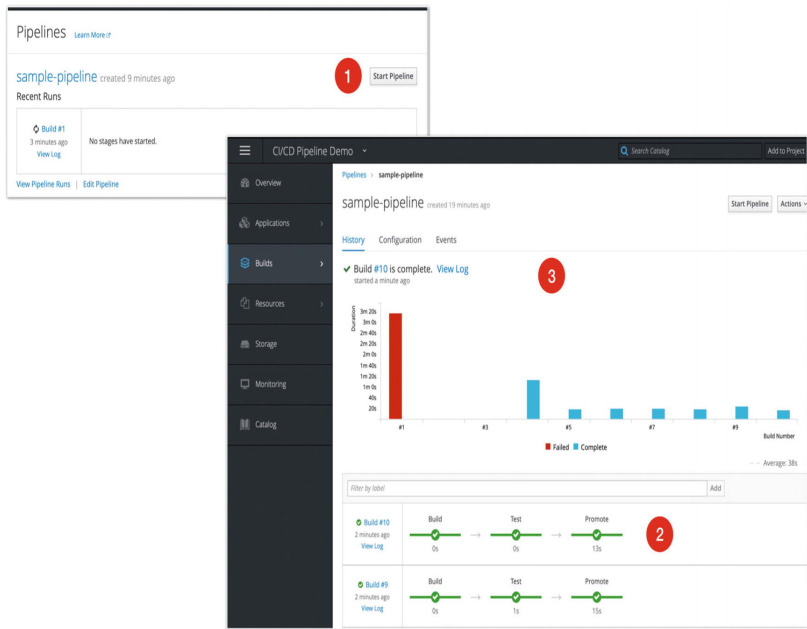 Pipelines Learn More
sample-pipeline created 9 minutes ago
1
Start Pipeline
Recent Runs
Build #1
3 minutes ago
View Log
No stages have started.
View Pipeline Runs | Edit Pipeline
CI/CD Pipeline Demo
Search Catalog
Add to Project
Overview
Applications
Builds
Resources
Storage
Monitoring
Catalog
Pipelines › sample-pipeline
sample-pipeline created 19 minutes ago
Start Pipeline
Actions
History Configuration Events
Build #10 is complete. View Log
started a minute ago
3
Duration
3m 20s
3m 0s
2m 40s
2m 20s
2m 0s
1m 40s
1m 20s
1m 0s
40s
20s
#1 #3 #5 #7 #9
Build Number
Failed Complete
Average: 38s
Filter by label
Add
Build #10
2 minutes ago
View Log
Build Test Promote
0s 0s 13s
2
Build #9
2 minutes ago
View Log
Build Test Promote
0s 1s 15s